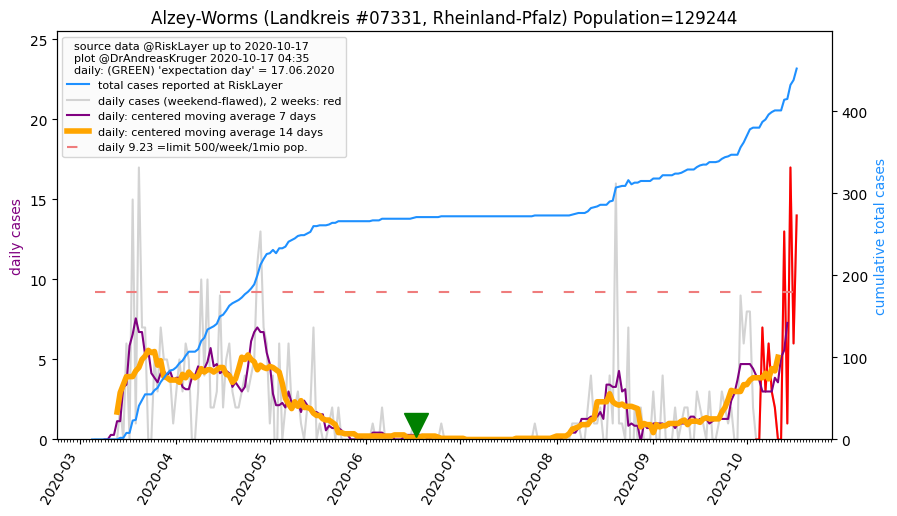 Alzey-Worms (Landkreis #07331, Rheinland-Pfalz) Population=129244
source data @RiskLayer up to 2020-10-17
plot @DrAndreasKruger 2020-10-17 04:35
daily: (GREEN) 'expectation day' = 17.06.2020
total cases reported at RiskLayer
daily cases (weekend-flawed), 2 weeks: red
daily: centered moving average 7 days
daily: centered moving average 14 days
daily 9.23 =limit 500/week/1mio pop.
daily cases
25
20
15
10
5
0
cumulative total cases
400
300
200
100
0
2020-03
2020-04
2020-05
2020-06
2020-07
2020-08
2020-09
2020-10